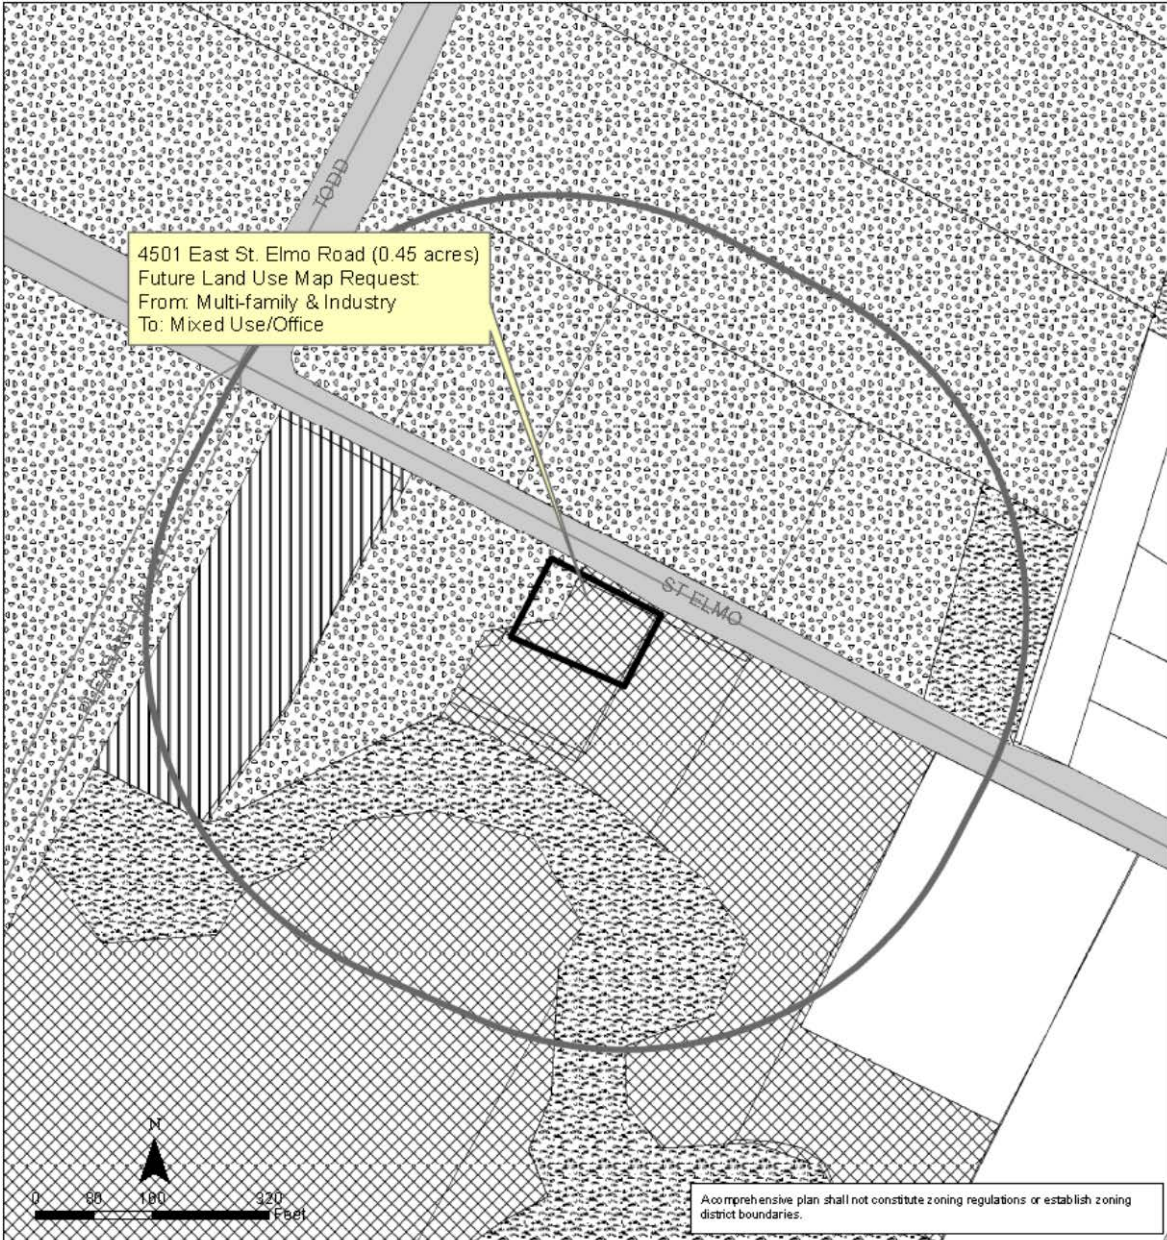 TODD
4501 East St. Elmo Road (0.45 acres)
Future Land Use Map Request:
From: Multi-family & Industry
To: Mixed Use/Office
ST ELMO
N
0 80 160 320
Feet
Acomprehensive plan shall not constitute zoning regulations or establish zoning
district boundaries.